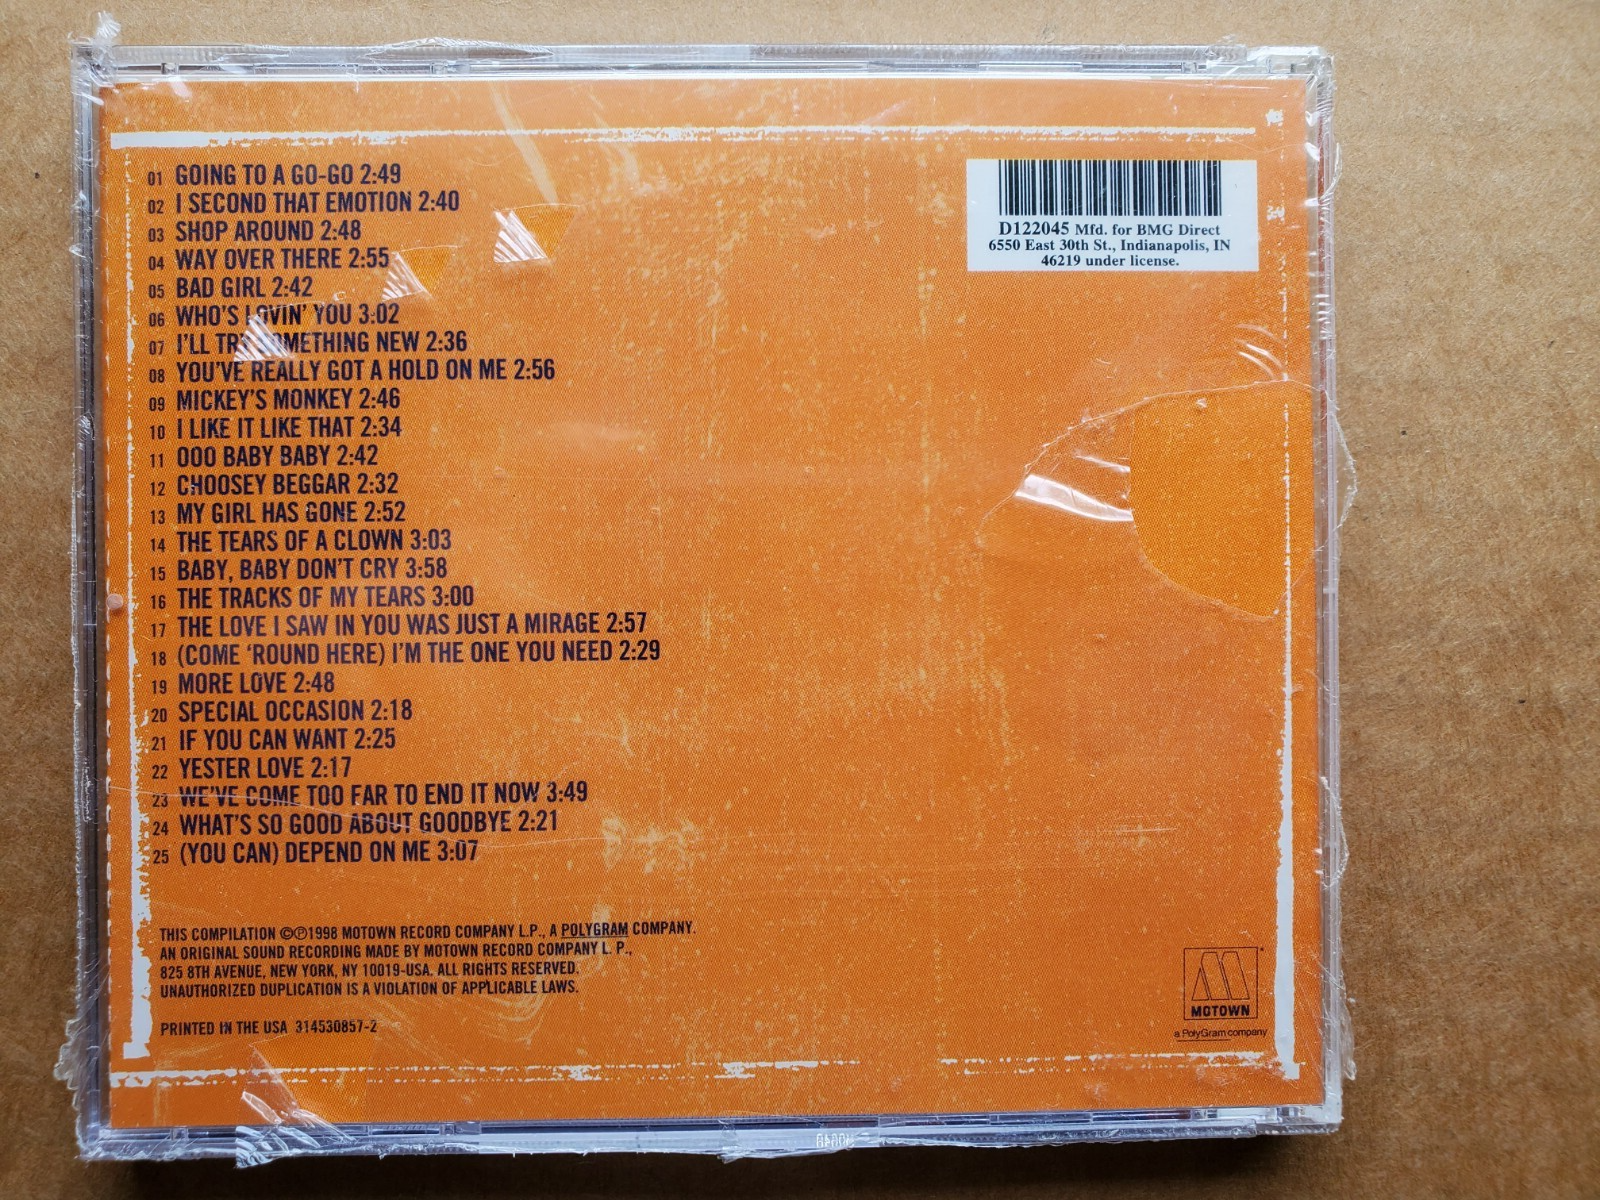 01 GOING TO A GO-GO 2:49
02 I SECOND THAT EMOTION 2:40
03 SHOP AROUND 2:48
04 WAY OVER THERE 2:55
05 BAD GIRL 2:42
06 WHO'S LOVIN' YOU 3:02
07 I'LL TRY SOMETHING NEW 2:36
08 YOU'VE REALLY GOT A HOLD ON ME 2:56
09 MICKEY'S MONKEY 2:46
10 I LIKE IT LIKE THAT 2:34
11 OOO BABY BABY 2:42
12 CHOOSEY BEGGAR 2:32
13 MY GIRL HAS GONE 2:52
14 THE TEARS OF A CLOWN 3:03
15 BABY, BABY DON'T CRY 3:58
16 THE TRACKS OF MY TEARS 3:00
17 THE LOVE I SAW IN YOU WAS JUST A MIRAGE 2:57
18 (COME 'ROUND HERE) I'M THE ONE YOU NEED 2:29
19 MORE LOVE 2:48
20 SPECIAL OCCASION 2:18
21 IF YOU CAN WANT 2:25
22 YESTER LOVE 2:17
23 WE'VE COME TOO FAR TO END IT NOW 3:49
24 WHAT'S SO GOOD ABOUT GOODBYE 2:21
25 (YOU CAN) DEPEND ON ME 3:07
D122045 Mfd. for BMG Direct
6550 East 30th St., Indianapolis, IN
46219 under license.
THIS COMPILATION ©℗1998 MOTOWN RECORD COMPANY L.P., A POLYGRAM COMPANY.
AN ORIGINAL SOUND RECORDING MADE BY MOTOWN RECORD COMPANY L. P.,
825 8TH AVENUE, NEW YORK, NY 10019-USA. ALL RIGHTS RESERVED.
UNAUTHORIZED DUPLICATION IS A VIOLATION OF APPLICABLE LAWS.
PRINTED IN THE USA 314530857-2
MOTOWN
a PolyGram company